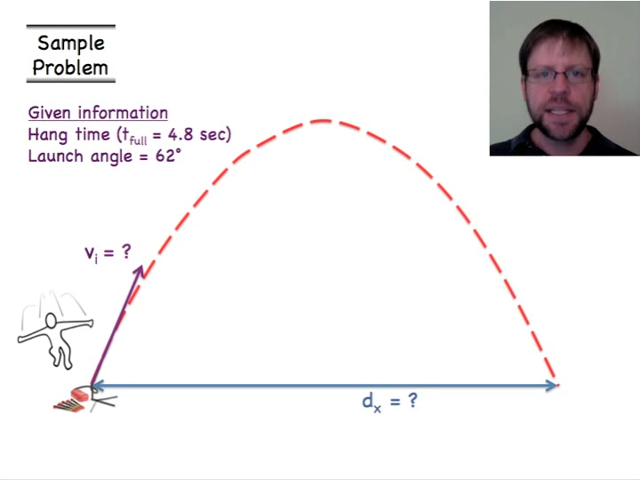 Sample
Problem
Given information
Hang time (tfull = 4.8 sec)
Launch angle = 62°
vi = ?
dx = ?